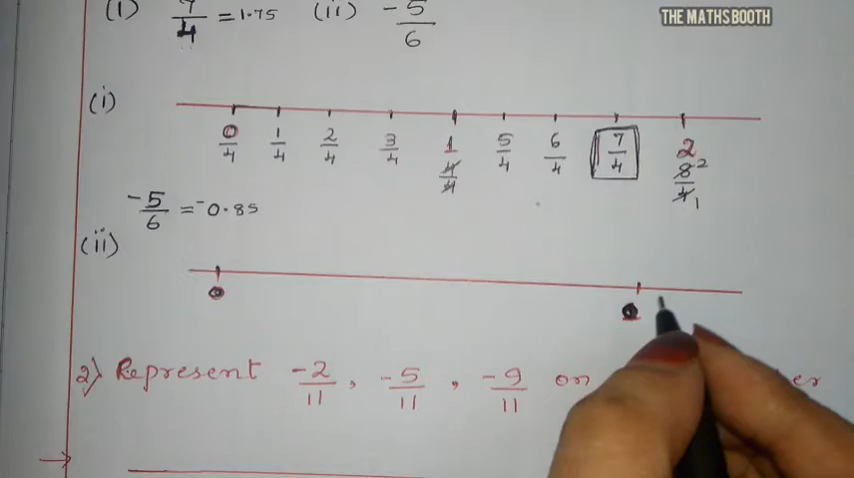 (i) 7/4 = 1.75 (ii) -5/6
THE MATHS BOOTH
(i)
0/4 1/4 2/4 3/4 1 4/4 5/4 6/4 7/4 2 8/4 2 1
-5/6 = -0.85
(ii)
0 0
2) Represent -2/11, -5/11, -9/11 on